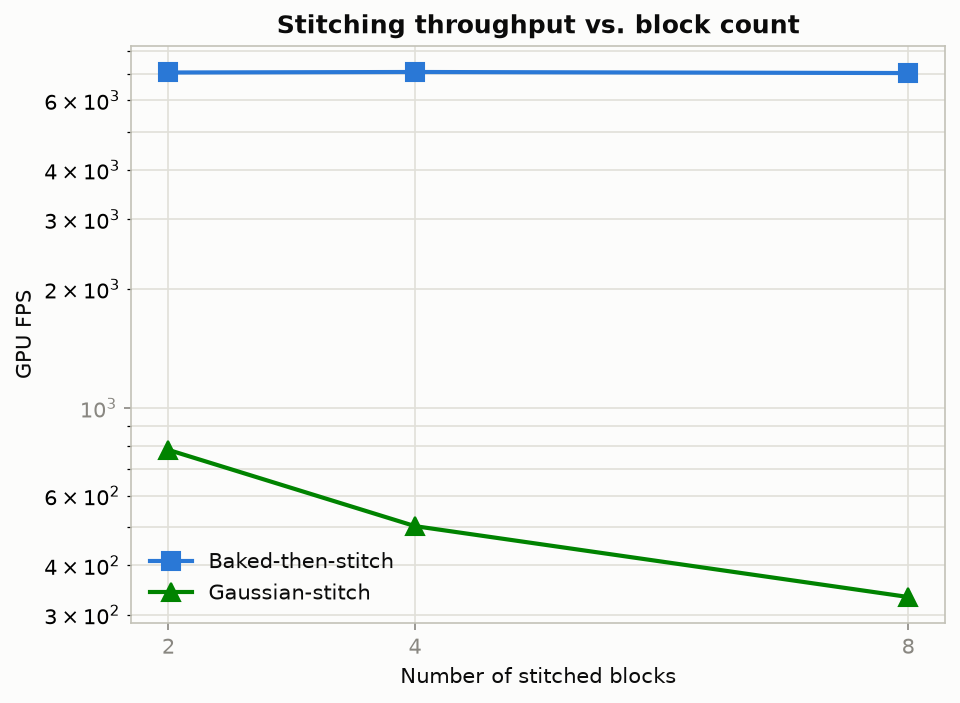 Stitching throughput vs. block count
GPU FPS
6 × 10³
4 × 10³
3 × 10³
2 × 10³
10³
6 × 10²
4 × 10²
3 × 10²
Baked-then-stitch
Gaussian-stitch
2 4 8
Number of stitched blocks